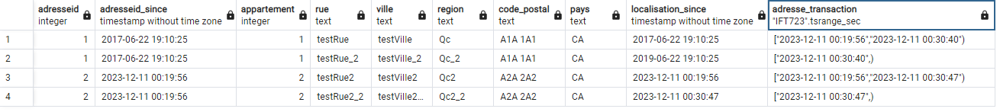 adresseid adresseid_since appartement rue ville region code_postal pays localisation_since adresse_transaction
integer timestamp without time zone integer text text text text text timestamp without time zone "IFT723".tsrange_sec
1 1 2017-06-22 19:10:25 1 testRue testVille Qc A1A 1A1 CA 2017-06-22 19:10:25 ["2023-12-11 00:19:56","2023-12-11 00:30:40")
2 1 2017-06-22 19:10:25 1 testRue_2 testVille_2 Qc_2 A1A 1A1 CA 2019-06-22 19:10:25 ["2023-12-11 00:30:40",)
3 2 2023-12-11 00:19:56 2 testRue2 testVille2 Qc2 A2A 2A2 CA 2023-12-11 00:19:56 ["2023-12-11 00:19:56","2023-12-11 00:30:47")
4 2 2023-12-11 00:19:56 2 testRue2_2 testVille2... Qc2_2 A2A 2A2 CA 2023-12-11 00:30:47 ["2023-12-11 00:30:47",)